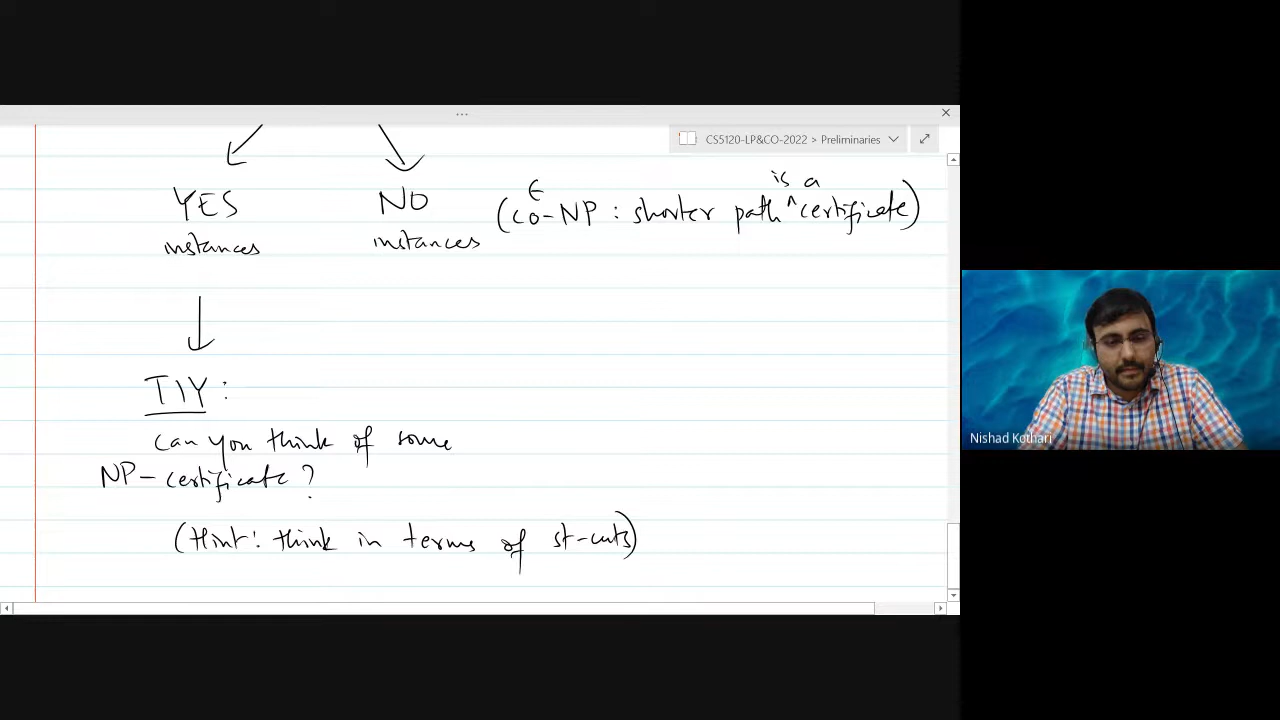 CS5120-LP&CO-2022 > Preliminaries
YES
instances
NO
instances
(∈ co-NP : shorter path ^ is a certificate)
TIY :
can you think of some
NP-certificate ?
(Hint: think in terms of st-cuts)
Nishad Kothari